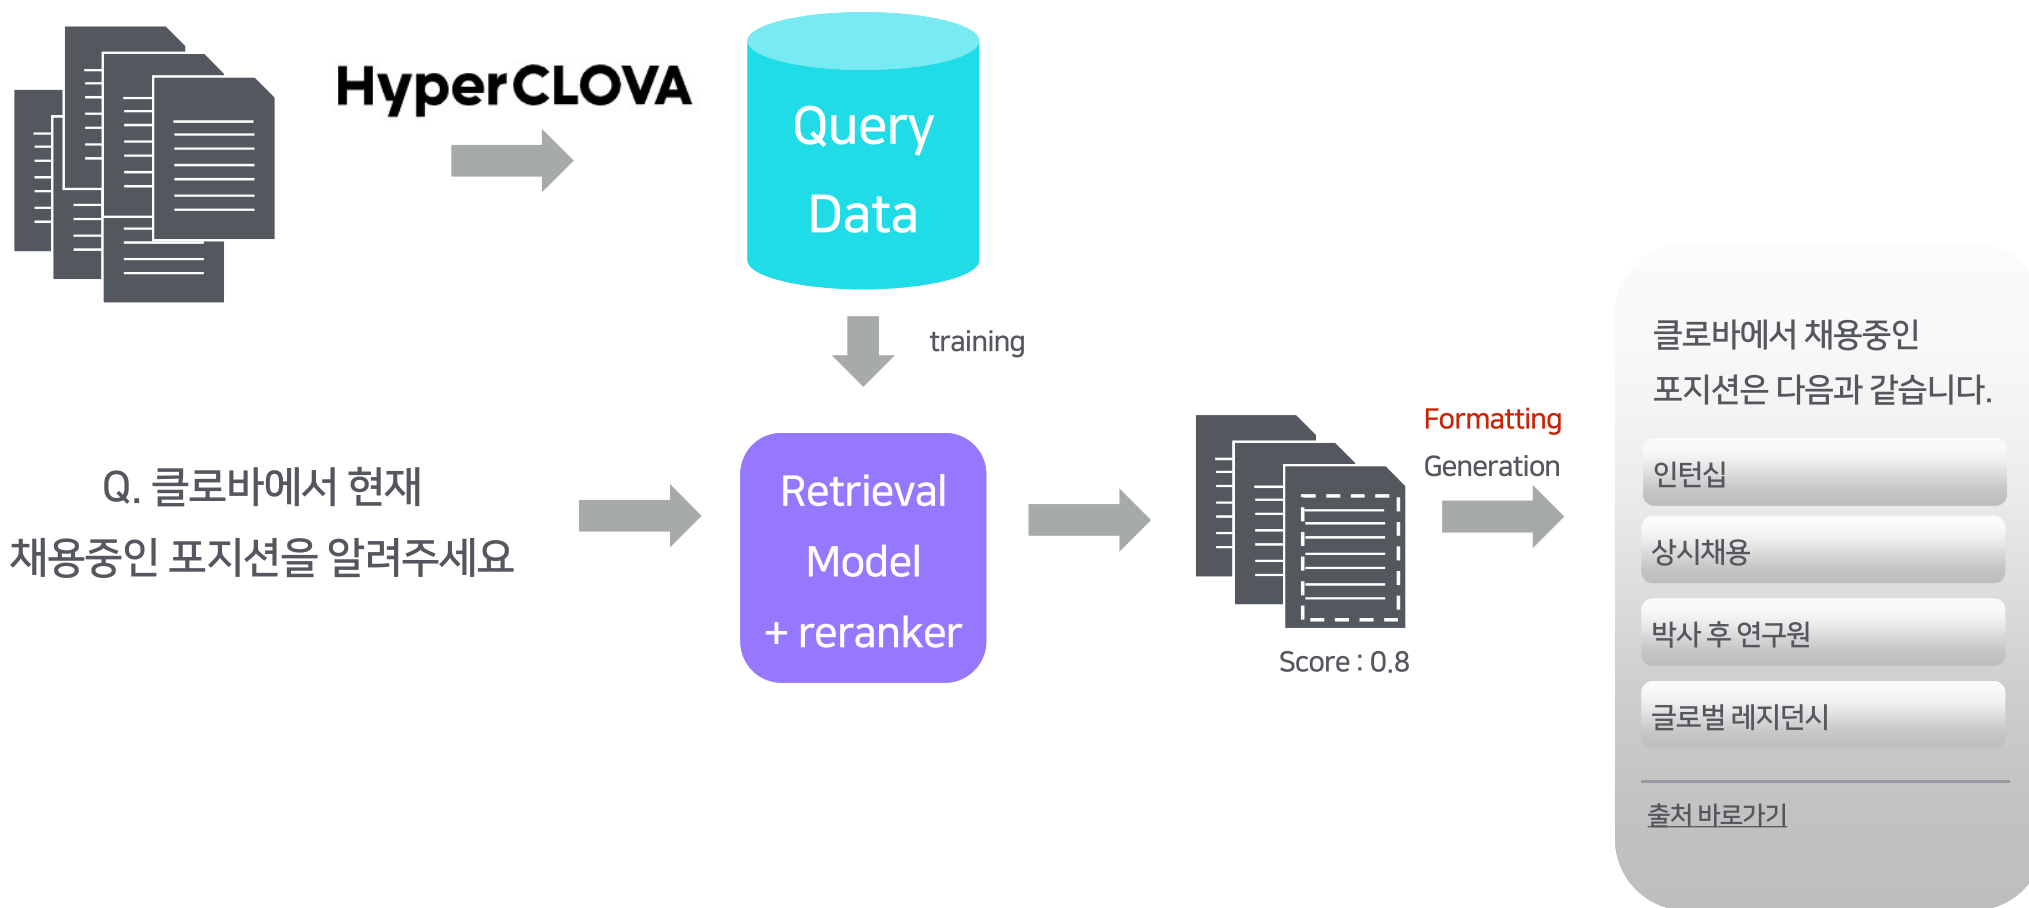 HyperCLOVA
Query
Data
training
Q. 클로바에서 현재
채용중인 포지션을 알려주세요
Retrieval
Model
+ reranker
Score : 0.8
Formatting
Generation
클로바에서 채용중인
포지션은 다음과 같습니다.
인턴십
상시채용
박사 후 연구원
글로벌 레지던시
출처 바로가기